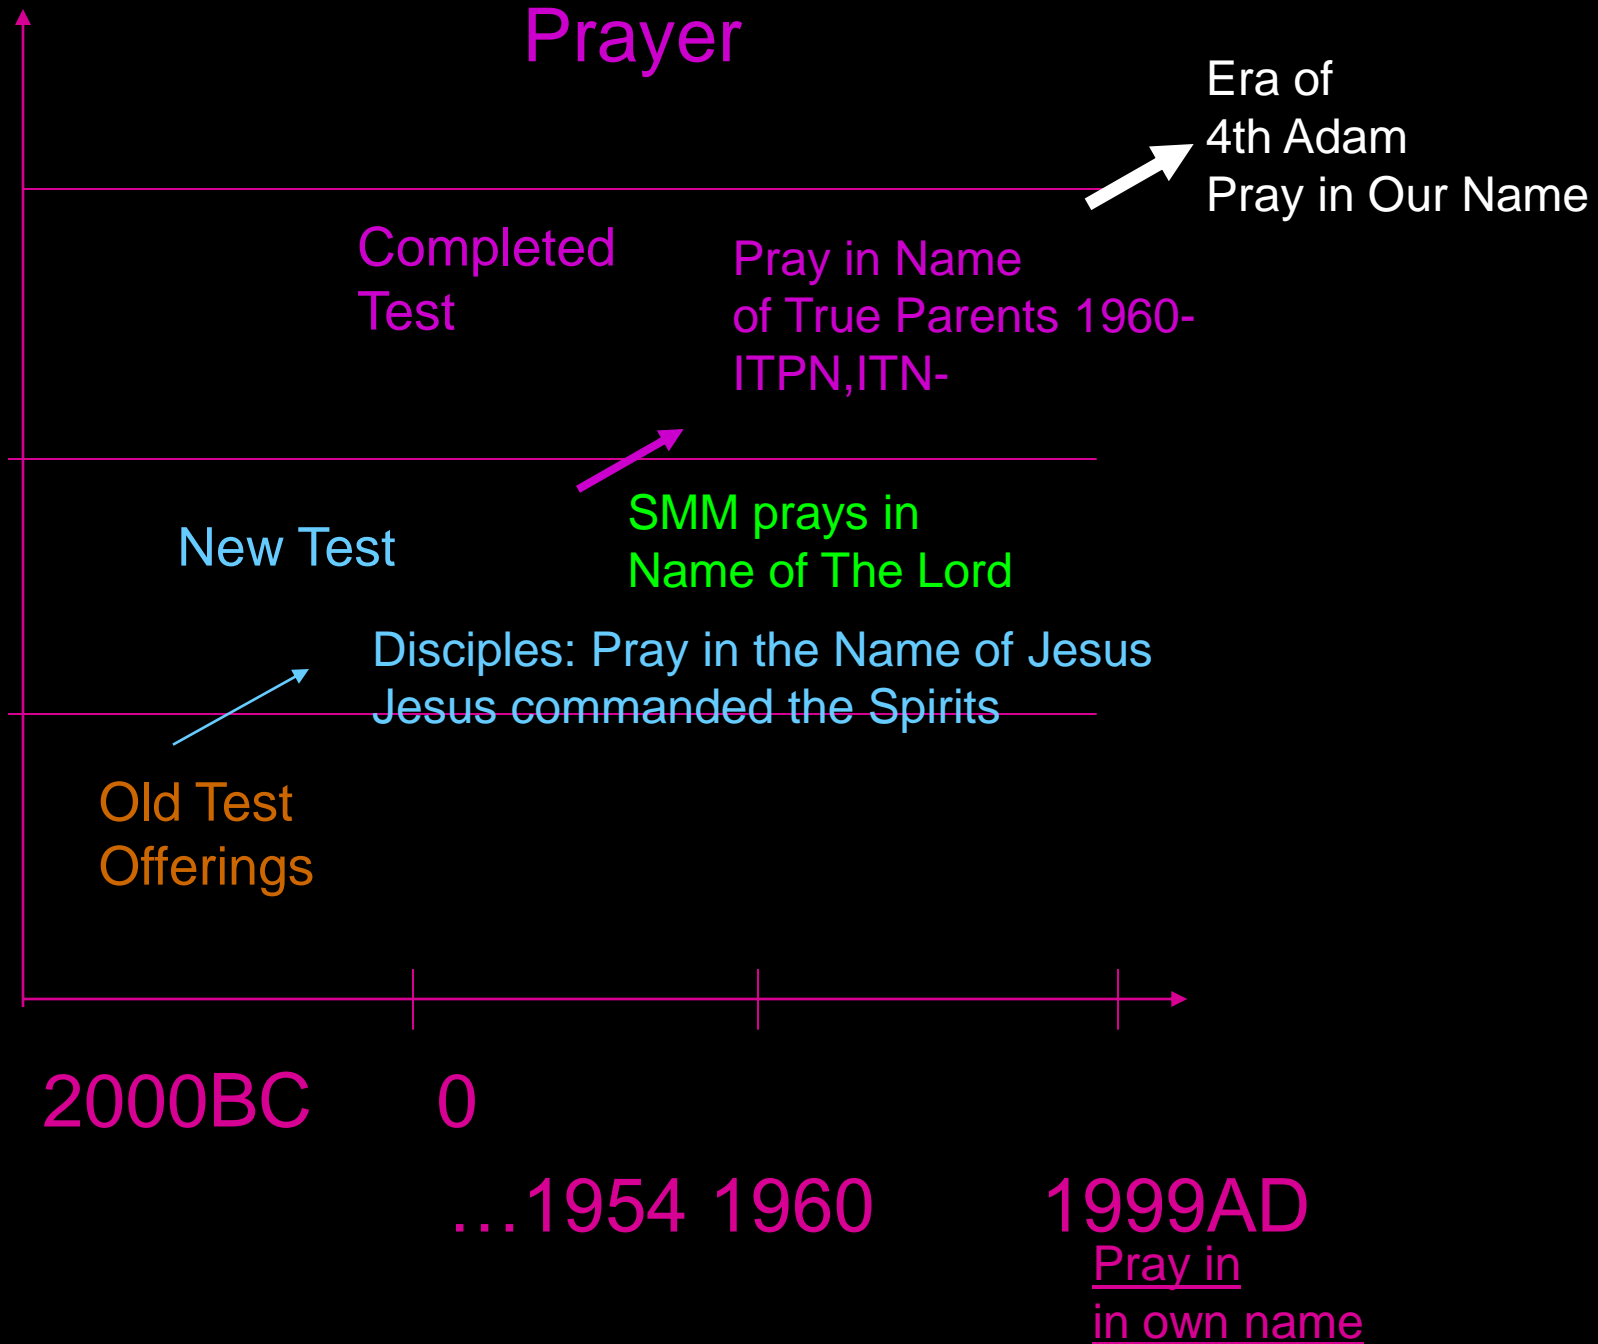 Prayer
Era of
4th Adam
Pray in Our Name
Completed
Test
Pray in Name
of True Parents 1960-
ITPN,ITN-
New Test
SMM prays in
Name of The Lord
Disciples: Pray in the Name of Jesus
Jesus commanded the Spirits
Old Test
Offerings
2000BC 0
...1954 1960 1999AD
Pray in
in own name